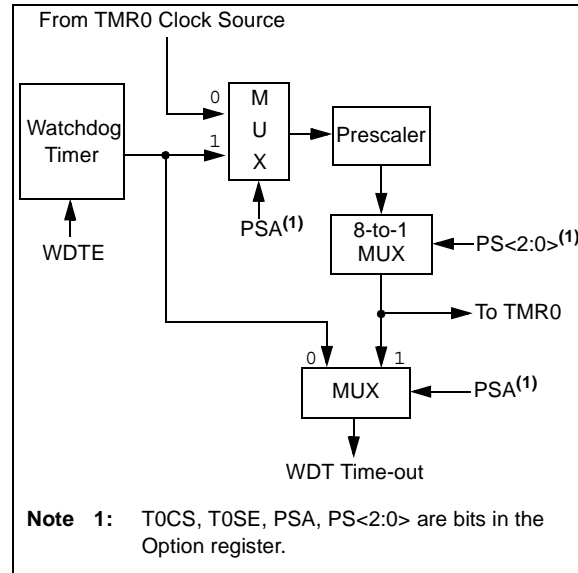 From TMR0 Clock Source
0
M
U
X
Watchdog
Timer
1
Prescaler
PSA(1)
WDTE
8-to-1
MUX
PS<2:0>(1)
To TMR0
0
1
MUX
PSA(1)
WDT Time-out
Note 1: T0CS, T0SE, PSA, PS<2:0> are bits in the
Option register.